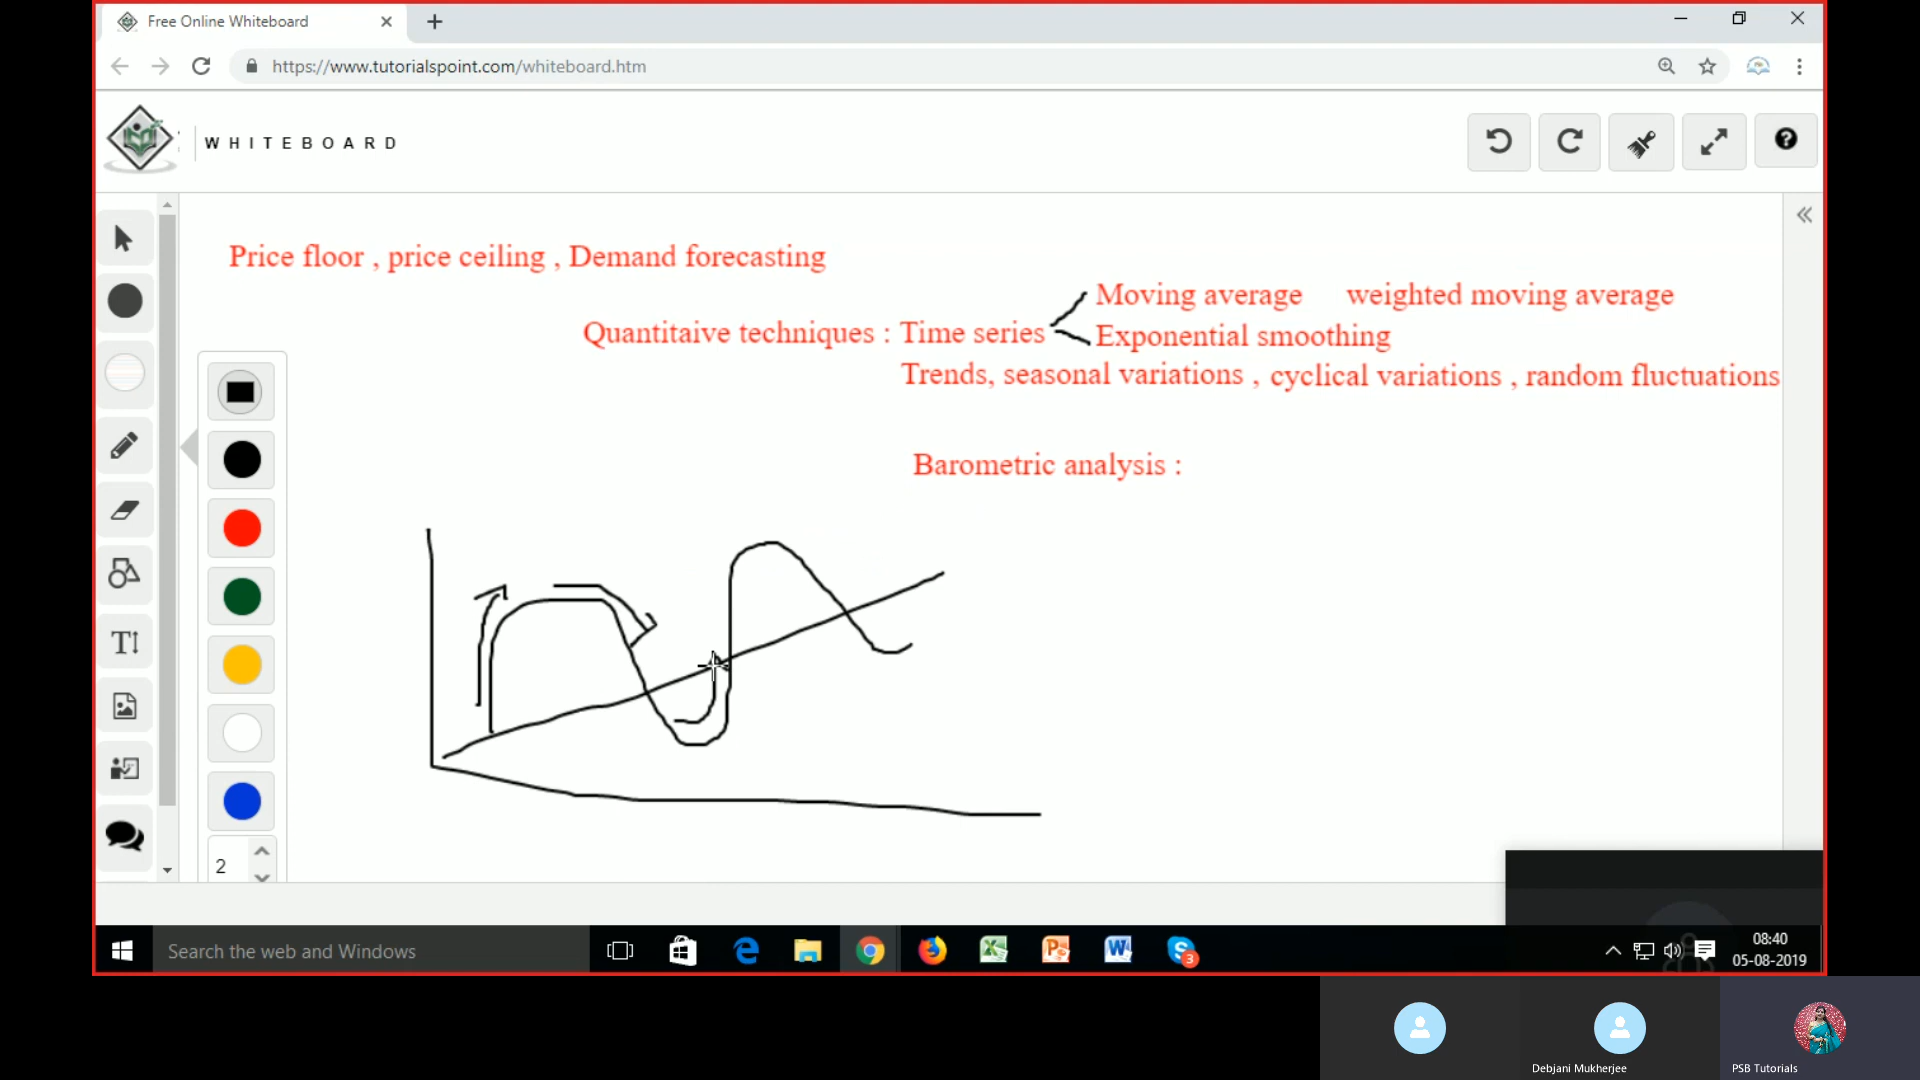 Free Online Whiteboard
https://www.tutorialspoint.com/whiteboard.htm
WHITEBOARD
Price floor , price ceiling , Demand forecasting
Moving average weighted moving average
Quantitaive techniques : Time series
Exponential smoothing
Trends, seasonal variations , cyclical variations , random fluctuations
Barometric analysis :
2
Search the web and Windows
3
08:40
05-08-2019
Debjani Mukherjee
PSB Tutorials